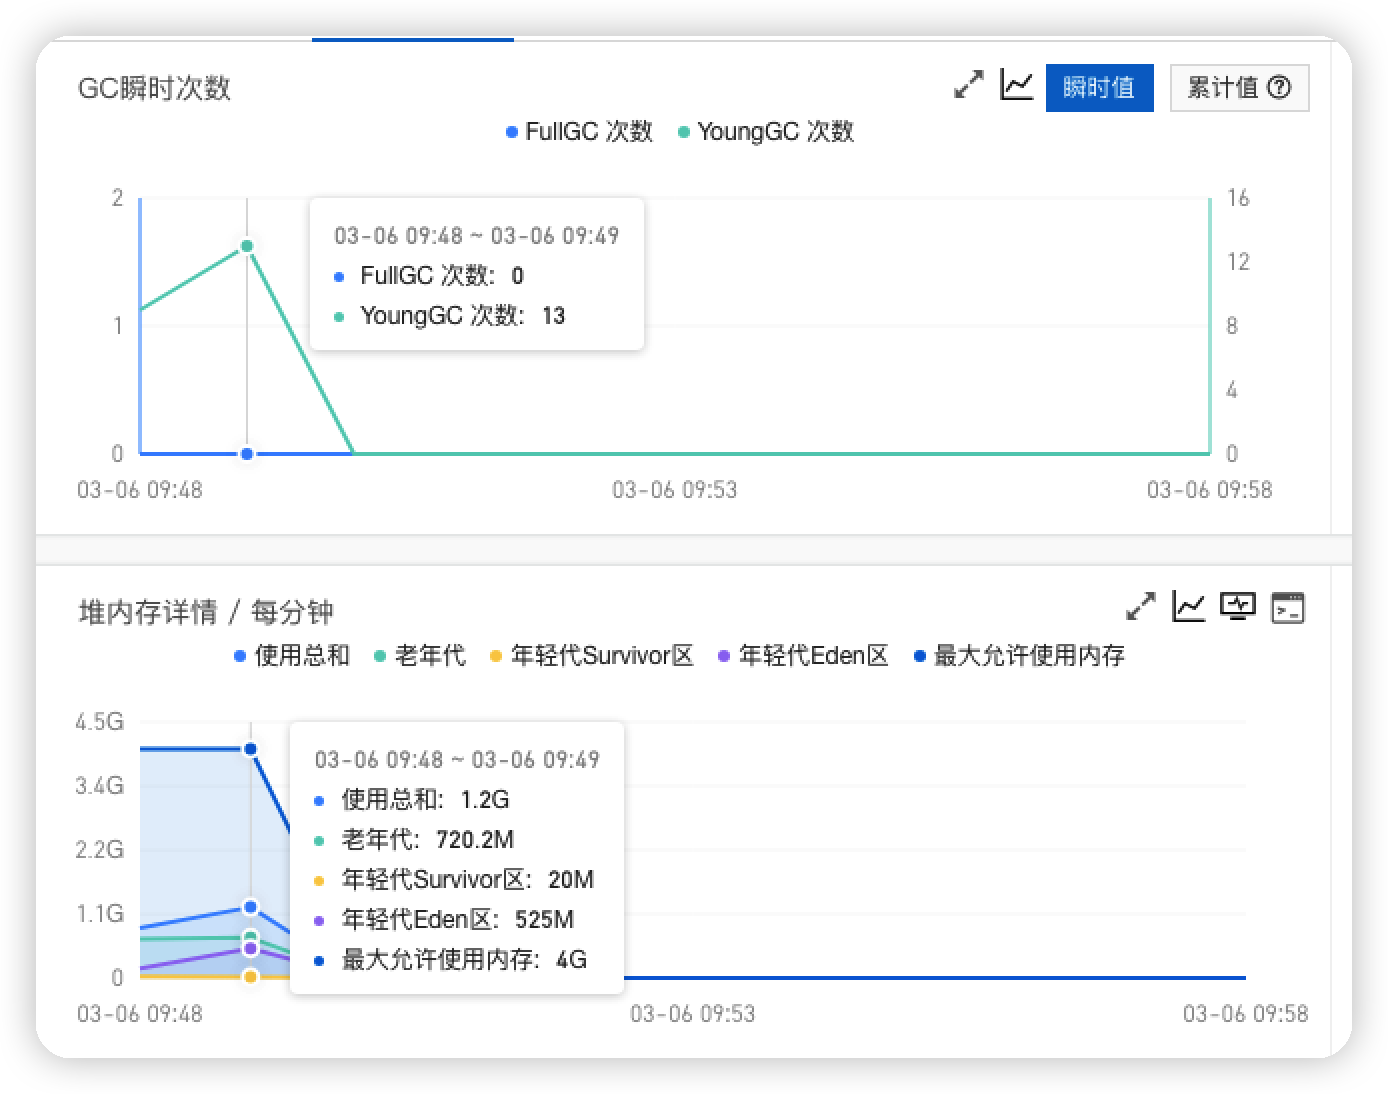 GC瞬时次数
瞬时值
累计值
FullGC 次数 YoungGC 次数
2
16
03-06 09:48 ~ 03-06 09:49
12
FullGC 次数: 0
YoungGC 次数: 13
1
8
4
0
0
03-06 09:48 03-06 09:53 03-06 09:58
堆内存详情 / 每分钟
使用总和 老年代 年轻代Survivor区 年轻代Eden区 最大允许使用内存
4.5G
03-06 09:48 ~ 03-06 09:49
3.4G
使用总和: 1.2G
老年代: 720.2M
2.2G
年轻代Survivor区: 20M
1.1G
年轻代Eden区: 525M
最大允许使用内存: 4G
0
03-06 09:48 03-06 09:53 03-06 09:58